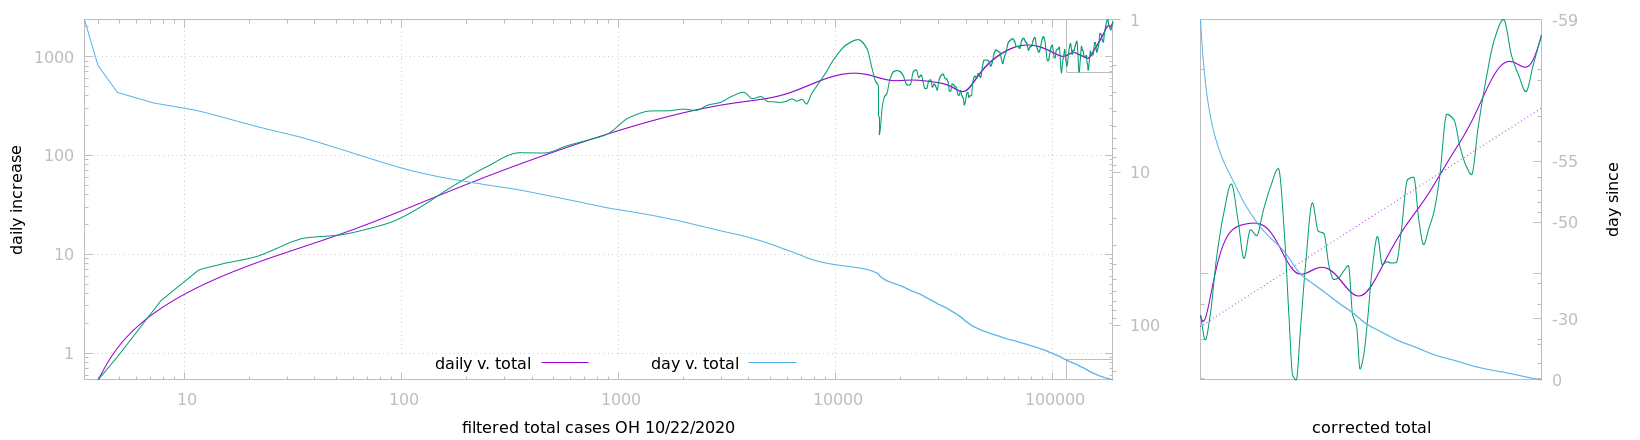 1000
100
10
1
daily increase
daily v. total
day v. total
10
100
1000
10000
100000
filtered total cases OH 10/22/2020
1
10
100
-59
-55
-50
-30
0
day since
corrected total